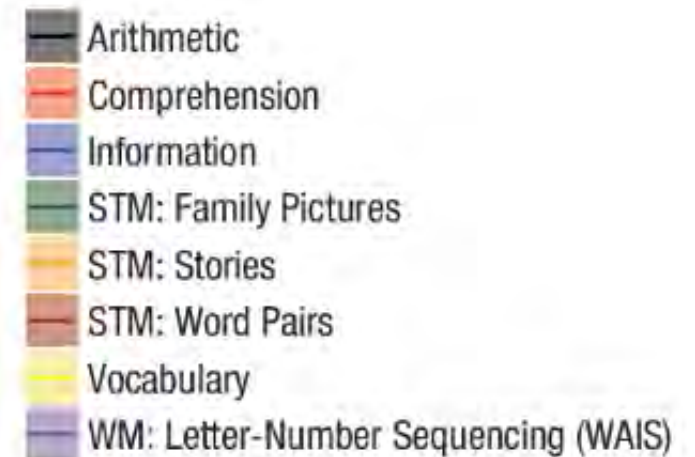 Arithmetic
Comprehension
Information
STM: Family Pictures
STM: Stories
STM: Word Pairs
Vocabulary
WM: Letter-Number Sequencing (WAIS)